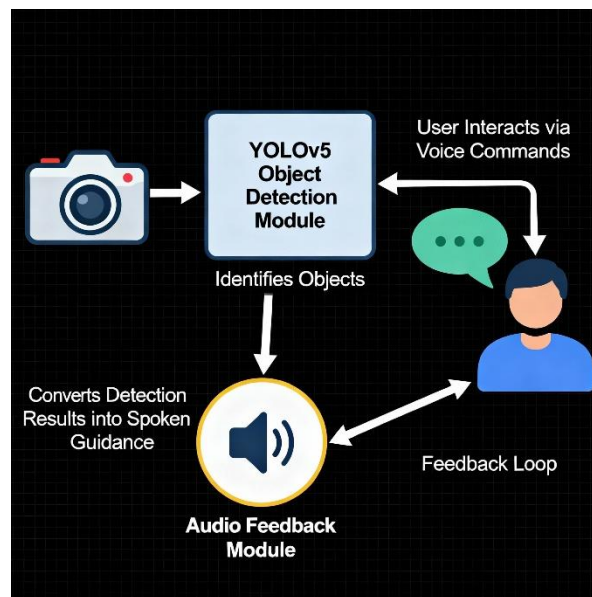 YOLOv5
Object
Detection
Module
User Interacts via
Voice Commands
Identifies Objects
Converts Detection
Results into Spoken
Guidance
Feedback Loop
Audio Feedback
Module